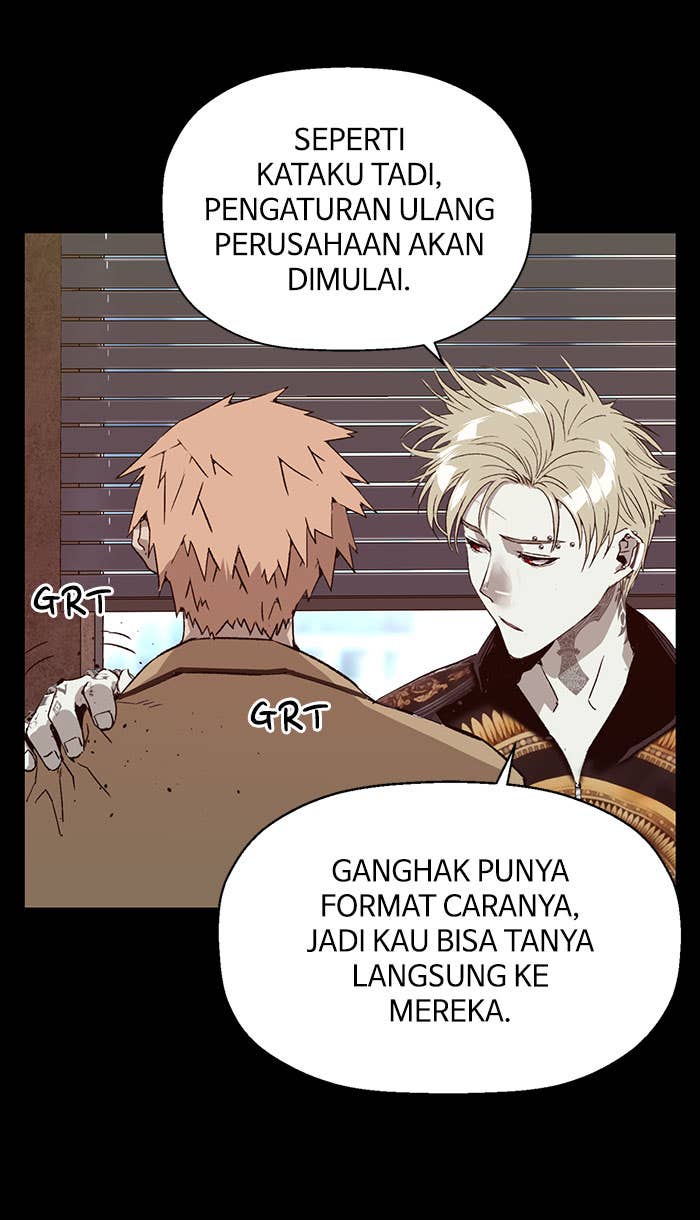 SEPERTI
KATAKU TADI,
PENGATURAN ULANG
PERUSAHAAN AKAN
DIMULAI.
GRT
GRT
GANGHAK PUNYA
FORMAT CARANYA,
JADI KAU BISA TANYA
LANGSUNG KE
MEREKA.